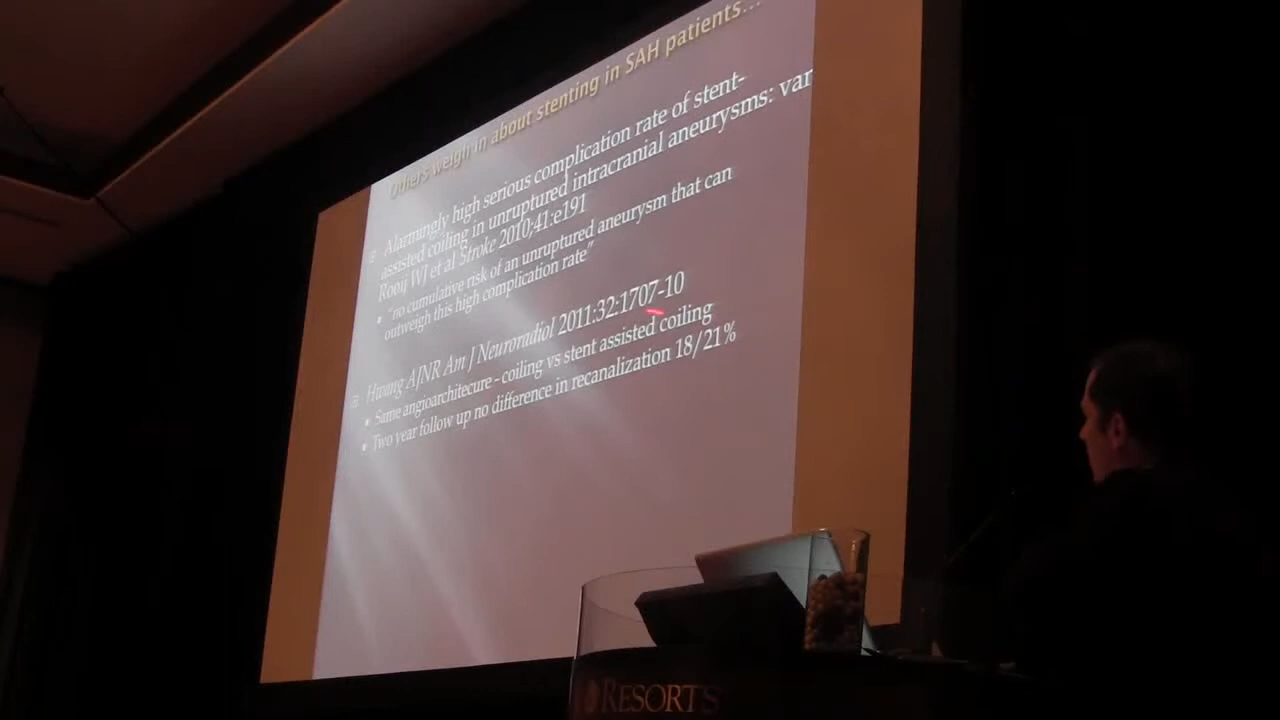 Others weigh in about stenting in SAH patients...
Alarmingly high serious complication rate of stent-
assisted coiling in unruptured intracranial aneurysms: var
Rooij WJ et al Stroke 2010;41:e191
"no cumulative risk of an unruptured aneurysm that can
outweigh this high complication rate"
Hwang AJNR Am J Neuroradiol 2011:32:1707-10
Same angioarchitecure - coiling vs stent assisted coiling
Two year follow up no difference in recanalization 18/21%
RESORTS